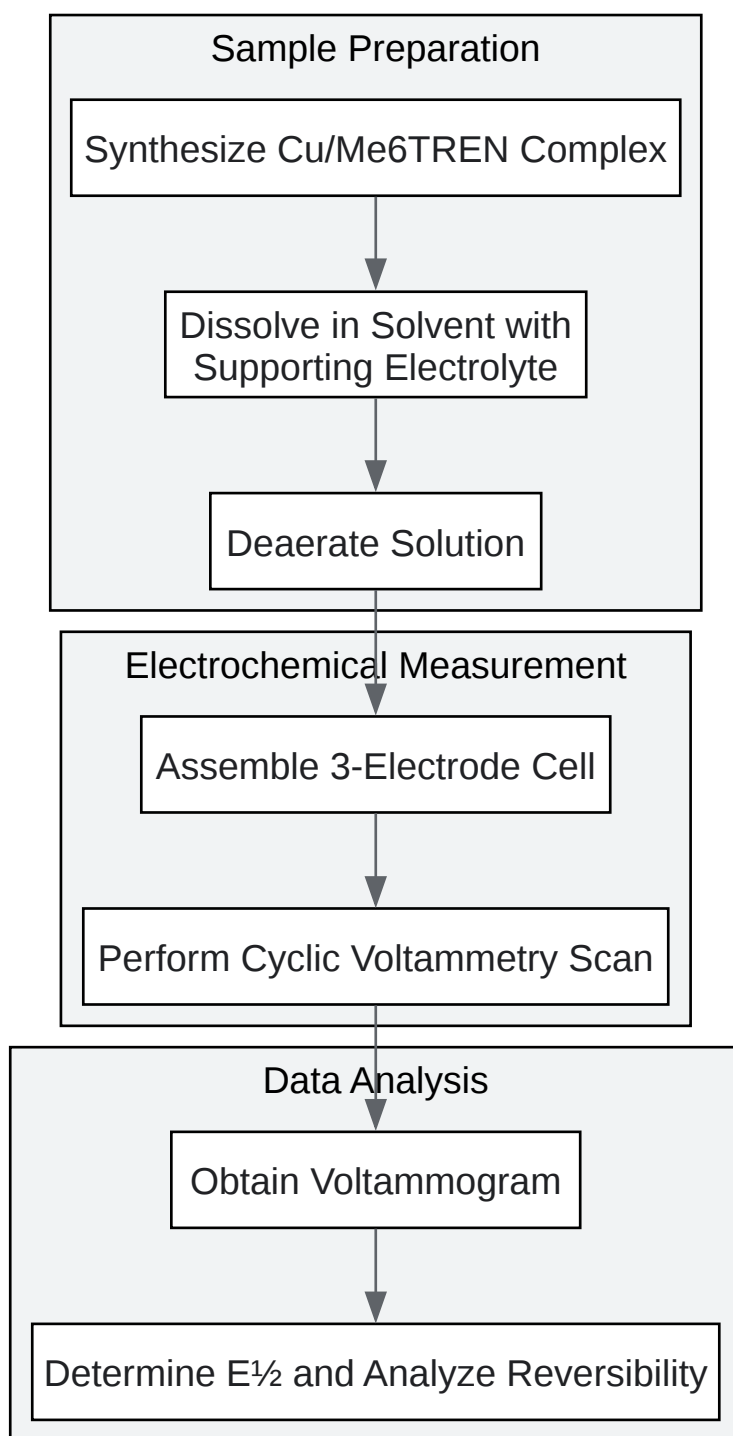 Sample Preparation
Synthesize Cu/Me6TREN Complex
Dissolve in Solvent with
Supporting Electrolyte
Deaerate Solution
Electrochemical Measurement
Assemble 3-Electrode Cell
Perform Cyclic Voltammetry Scan
Data Analysis
Obtain Voltammogram
Determine E½ and Analyze Reversibility